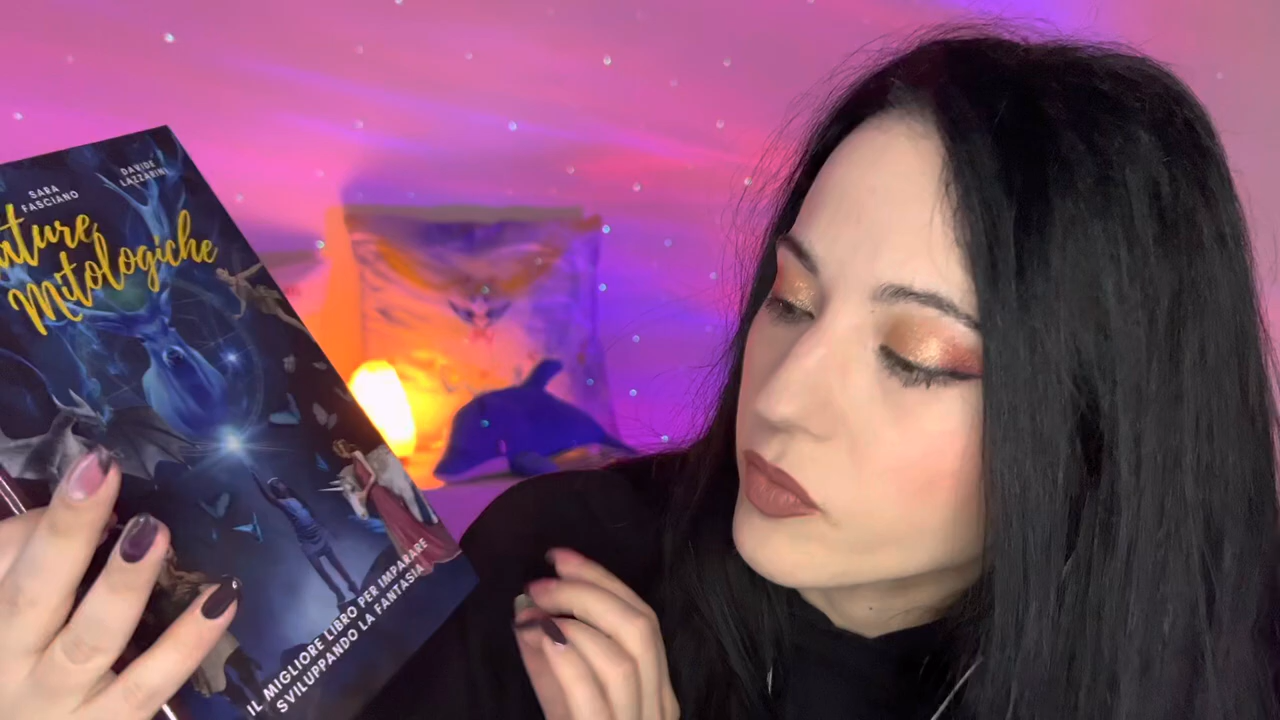 SARA
FASCIANO
DAVIDE
LAZZARINI
ature
Mitologiche
IL MIGLIORE LIBRO PER IMPARARE
SVILUPPANDO LA FANTASIA